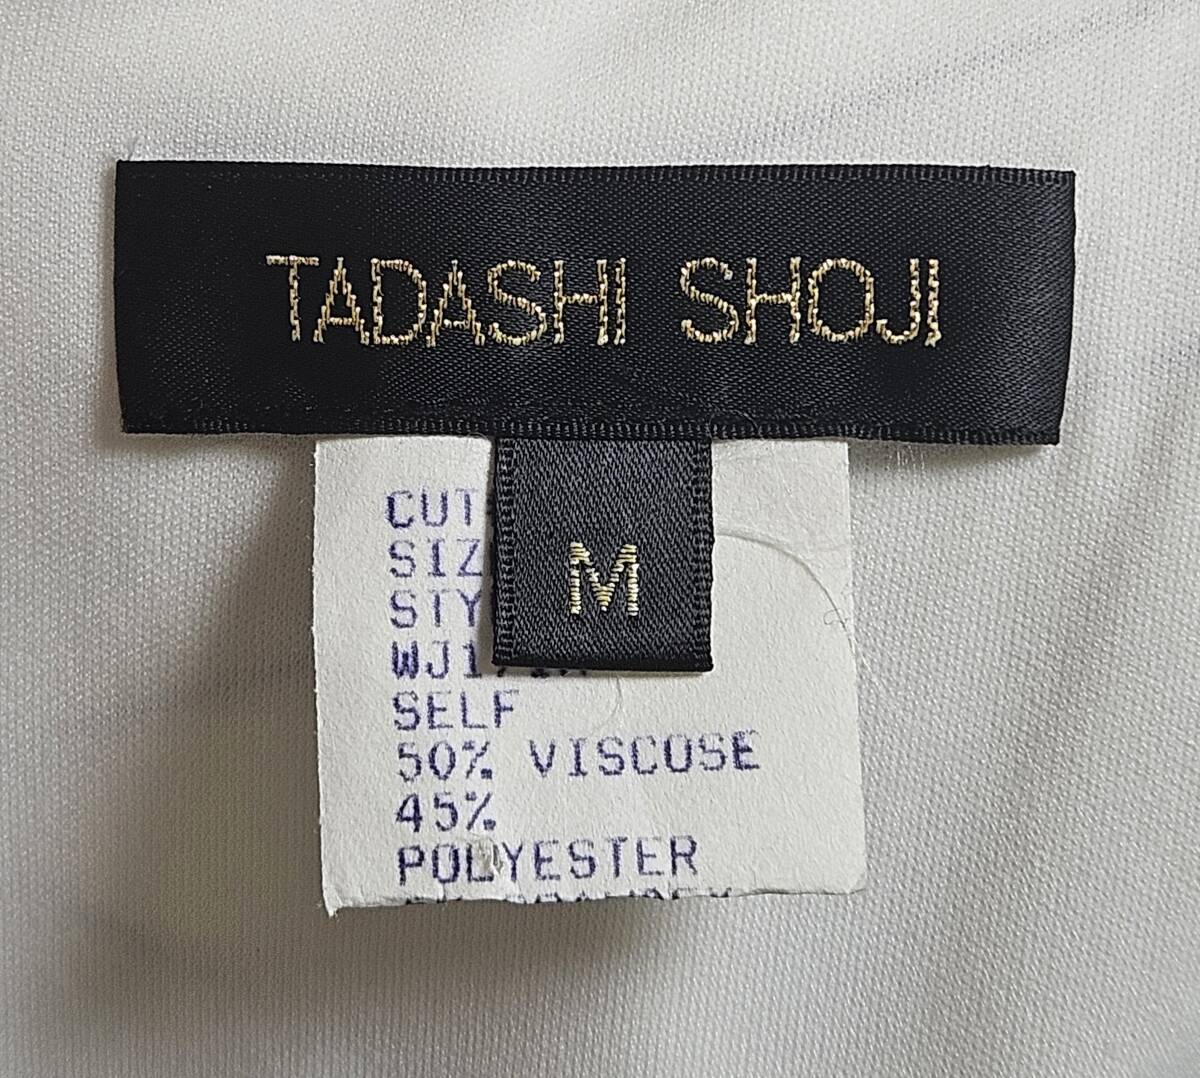 TADASHI SHOJI
M
CUT
SIZ
STY
SELF
50% VISCOSE
45%
POLYESTER